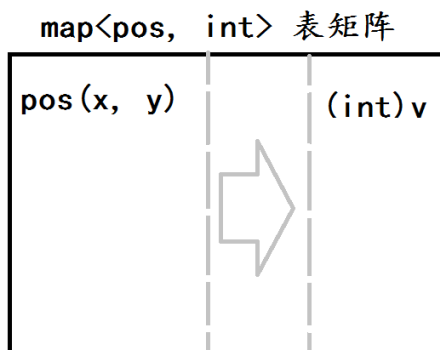 map<pos, int> 表矩阵
pos(x, y)
(int)v